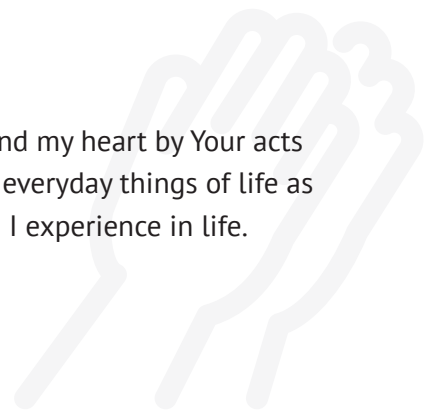 nd my heart by Your acts
everyday things of life as
I experience in life.